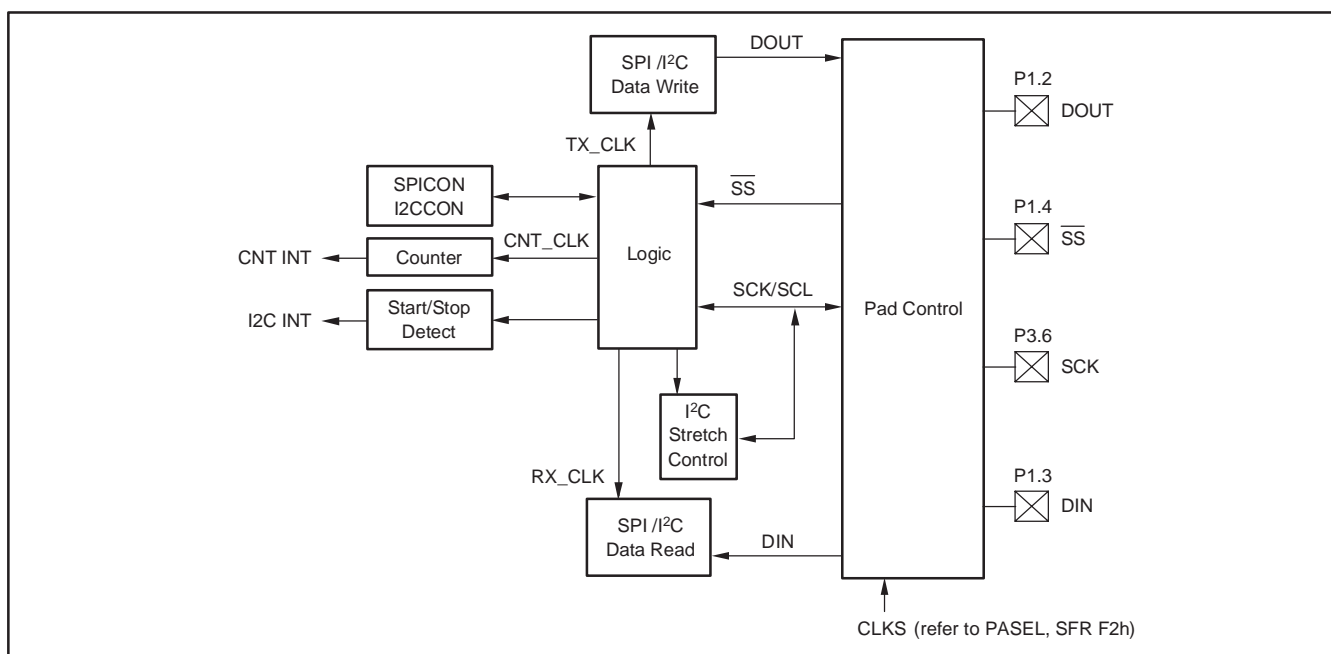 SPI /I²C
Data Write
DOUT
P1.2
DOUT
TX_CLK
SPICON
I2CCON
SS
P1.4
SS
CNT INT
Counter
CNT_CLK
Logic
I2C INT
Start/Stop
Detect
SCK/SCL
Pad Control
P3.6
SCK
I²C
Stretch
Control
RX_CLK
P1.3
DIN
SPI /I²C
Data Read
DIN
CLKS (refer to PASEL, SFR F2h)